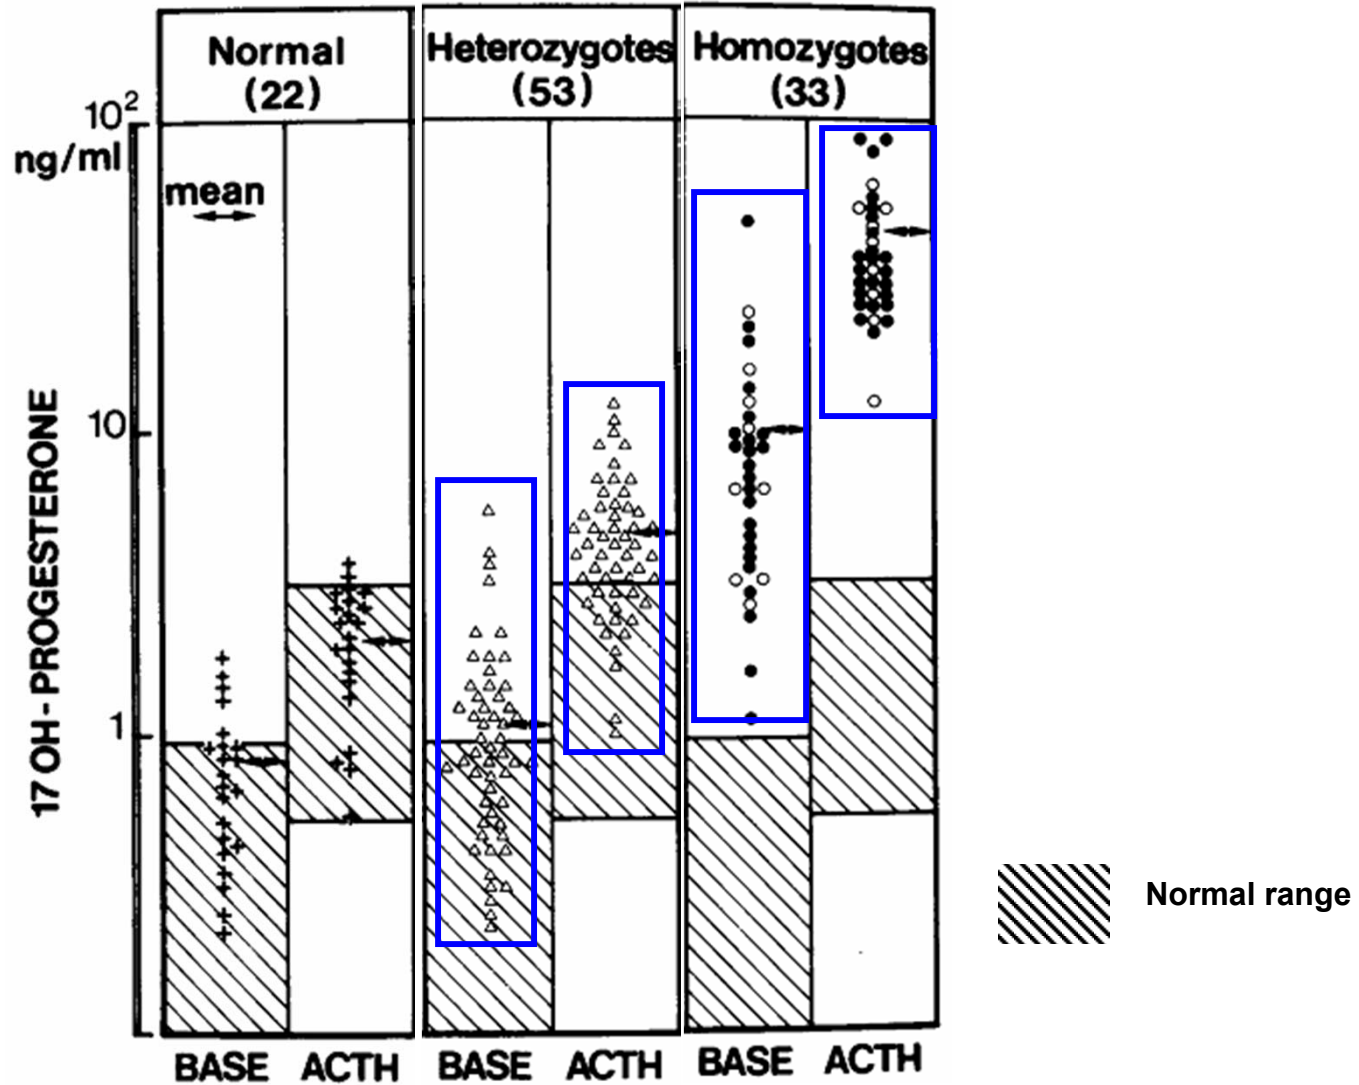 Normal
(22)
Heterozygotes
(53)
Homozygotes
(33)
10²
ng/ml
mean
10
1
17 OH-PROGESTERONE
Normal range
BASE
ACTH
BASE
ACTH
BASE
ACTH